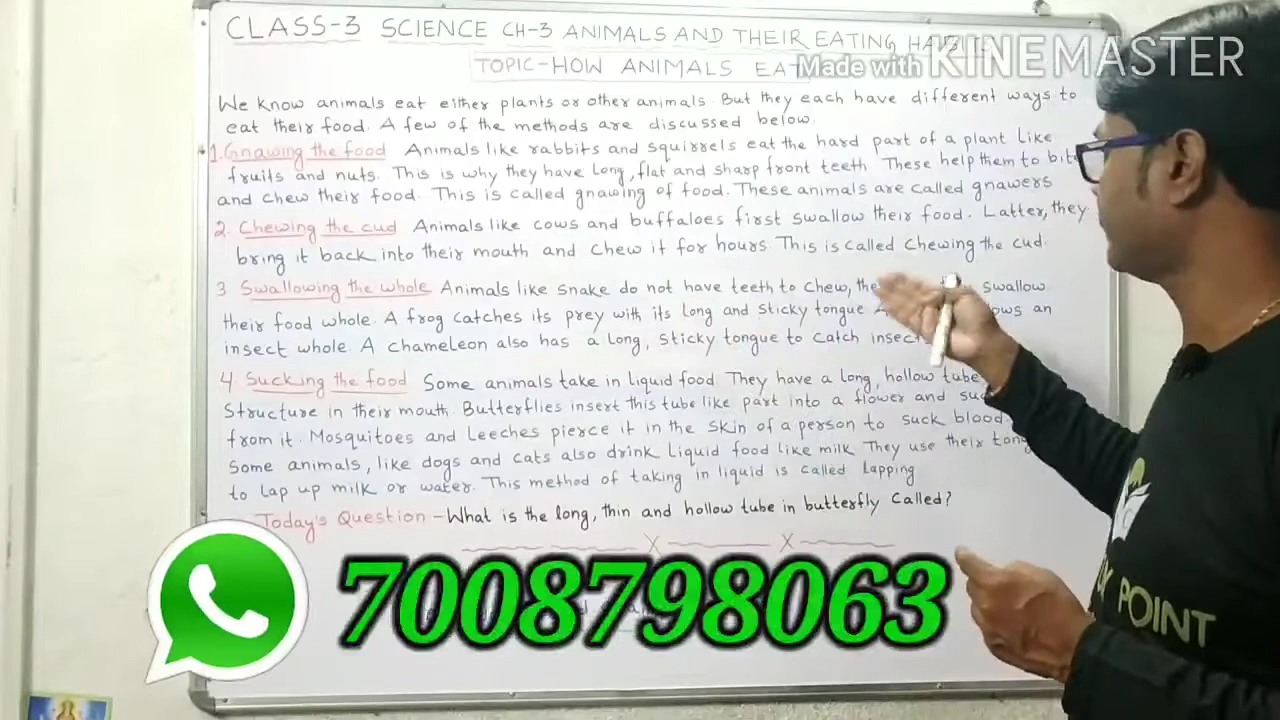 CLASS-3 SCIENCE CH-3 ANIMALS AND THEIR EATING
TOPIC-HOW ANIMALS EAT
Made with KINEMASTER
We know animals eat either plants or other animals. But they each have different ways to
eat their food. A few of the methods are discussed below.
1. Gnawing the food Animals like rabbits and squirrels eat the hard part of a plant like
fruits and nuts. This is why they have long, flat and sharp front teeth. These help them to bite
and chew their food. This is called gnawing of food. These animals are called gnawers
2. Chewing the cud Animals like cows and buffaloes first swallow their food. Latter, they
bring it back into their mouth and chew it for hours. This is called chewing the cud.
3 Swallowing the whole Animals like snake do not have teeth to chew, swallow
their food whole. A frog catches its prey with its long and sticky tongue an
insect whole. A chameleon also has a long, sticky tongue to catch
4 Sucking the food Some animals take in liquid food. They have a long, hollow tube
structure in their mouth. Butterflies insert this tube like part into a flower and
from it. Mosquitoes and Leeches pierce it in the skin of a person to suck blood.
Some animals, like dogs and cats also drink liquid food like milk. They use their
to lap up milk or water. This method of taking in liquid is called lapping
Today's Question - What is the long, thin and hollow tube in butterfly called?
X X
7008798063
POINT